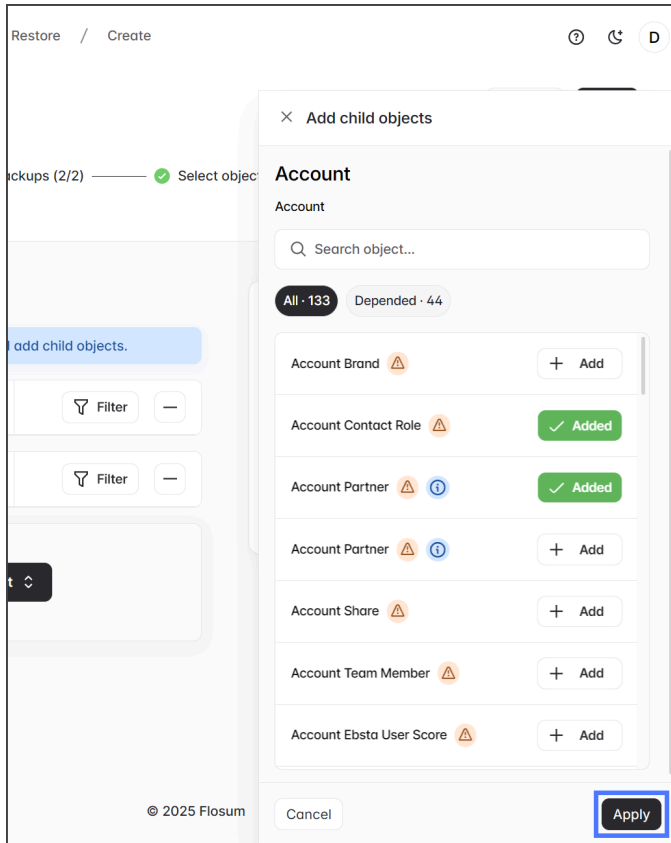 Restore / Create
D
Add child objects
ackups (2/2)
Select objec
Account
Account
Search object...
All · 133
Depended · 44
add child objects.
Account Brand
Add
Filter
Account Contact Role
Added
Filter
Account Partner
Added
Account Partner
Add
t
Account Share
Add
Account Team Member
Add
Account Ebsta User Score
Add
© 2025 Flosum
Cancel
Apply